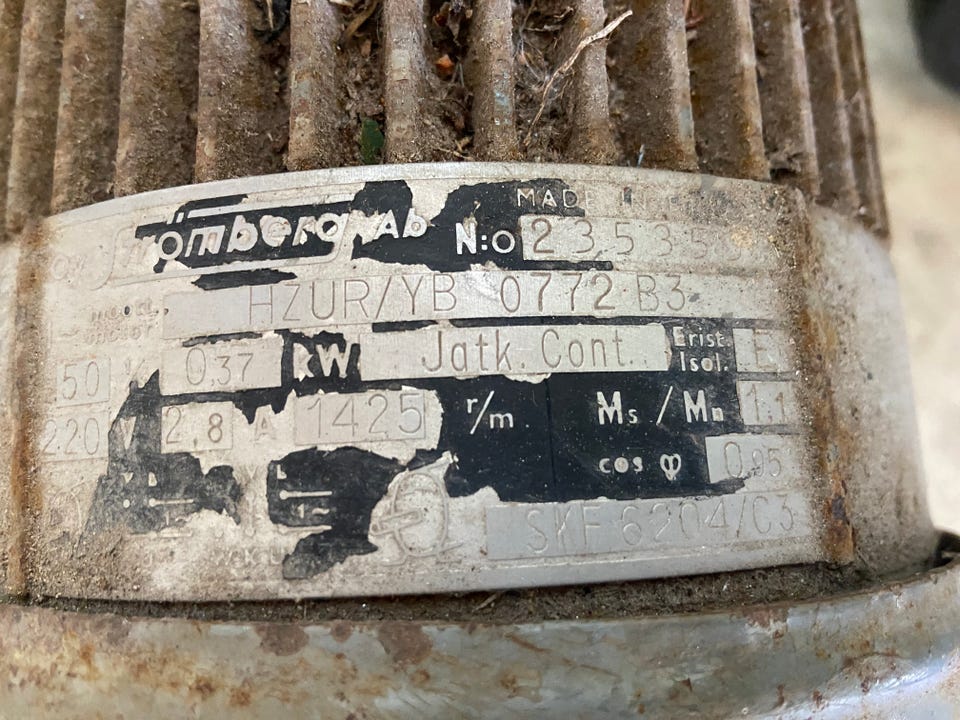 Strömberg Ab MADE IN
N:o 23535
HZUR/YB 0772 B3
50 0,37 kW Jatk. Cont. Erist. Isol. E
220 V 2,8 A 1425 r/m Ms/Mn 1.1
cos φ 0,95
SKF 6204/C3